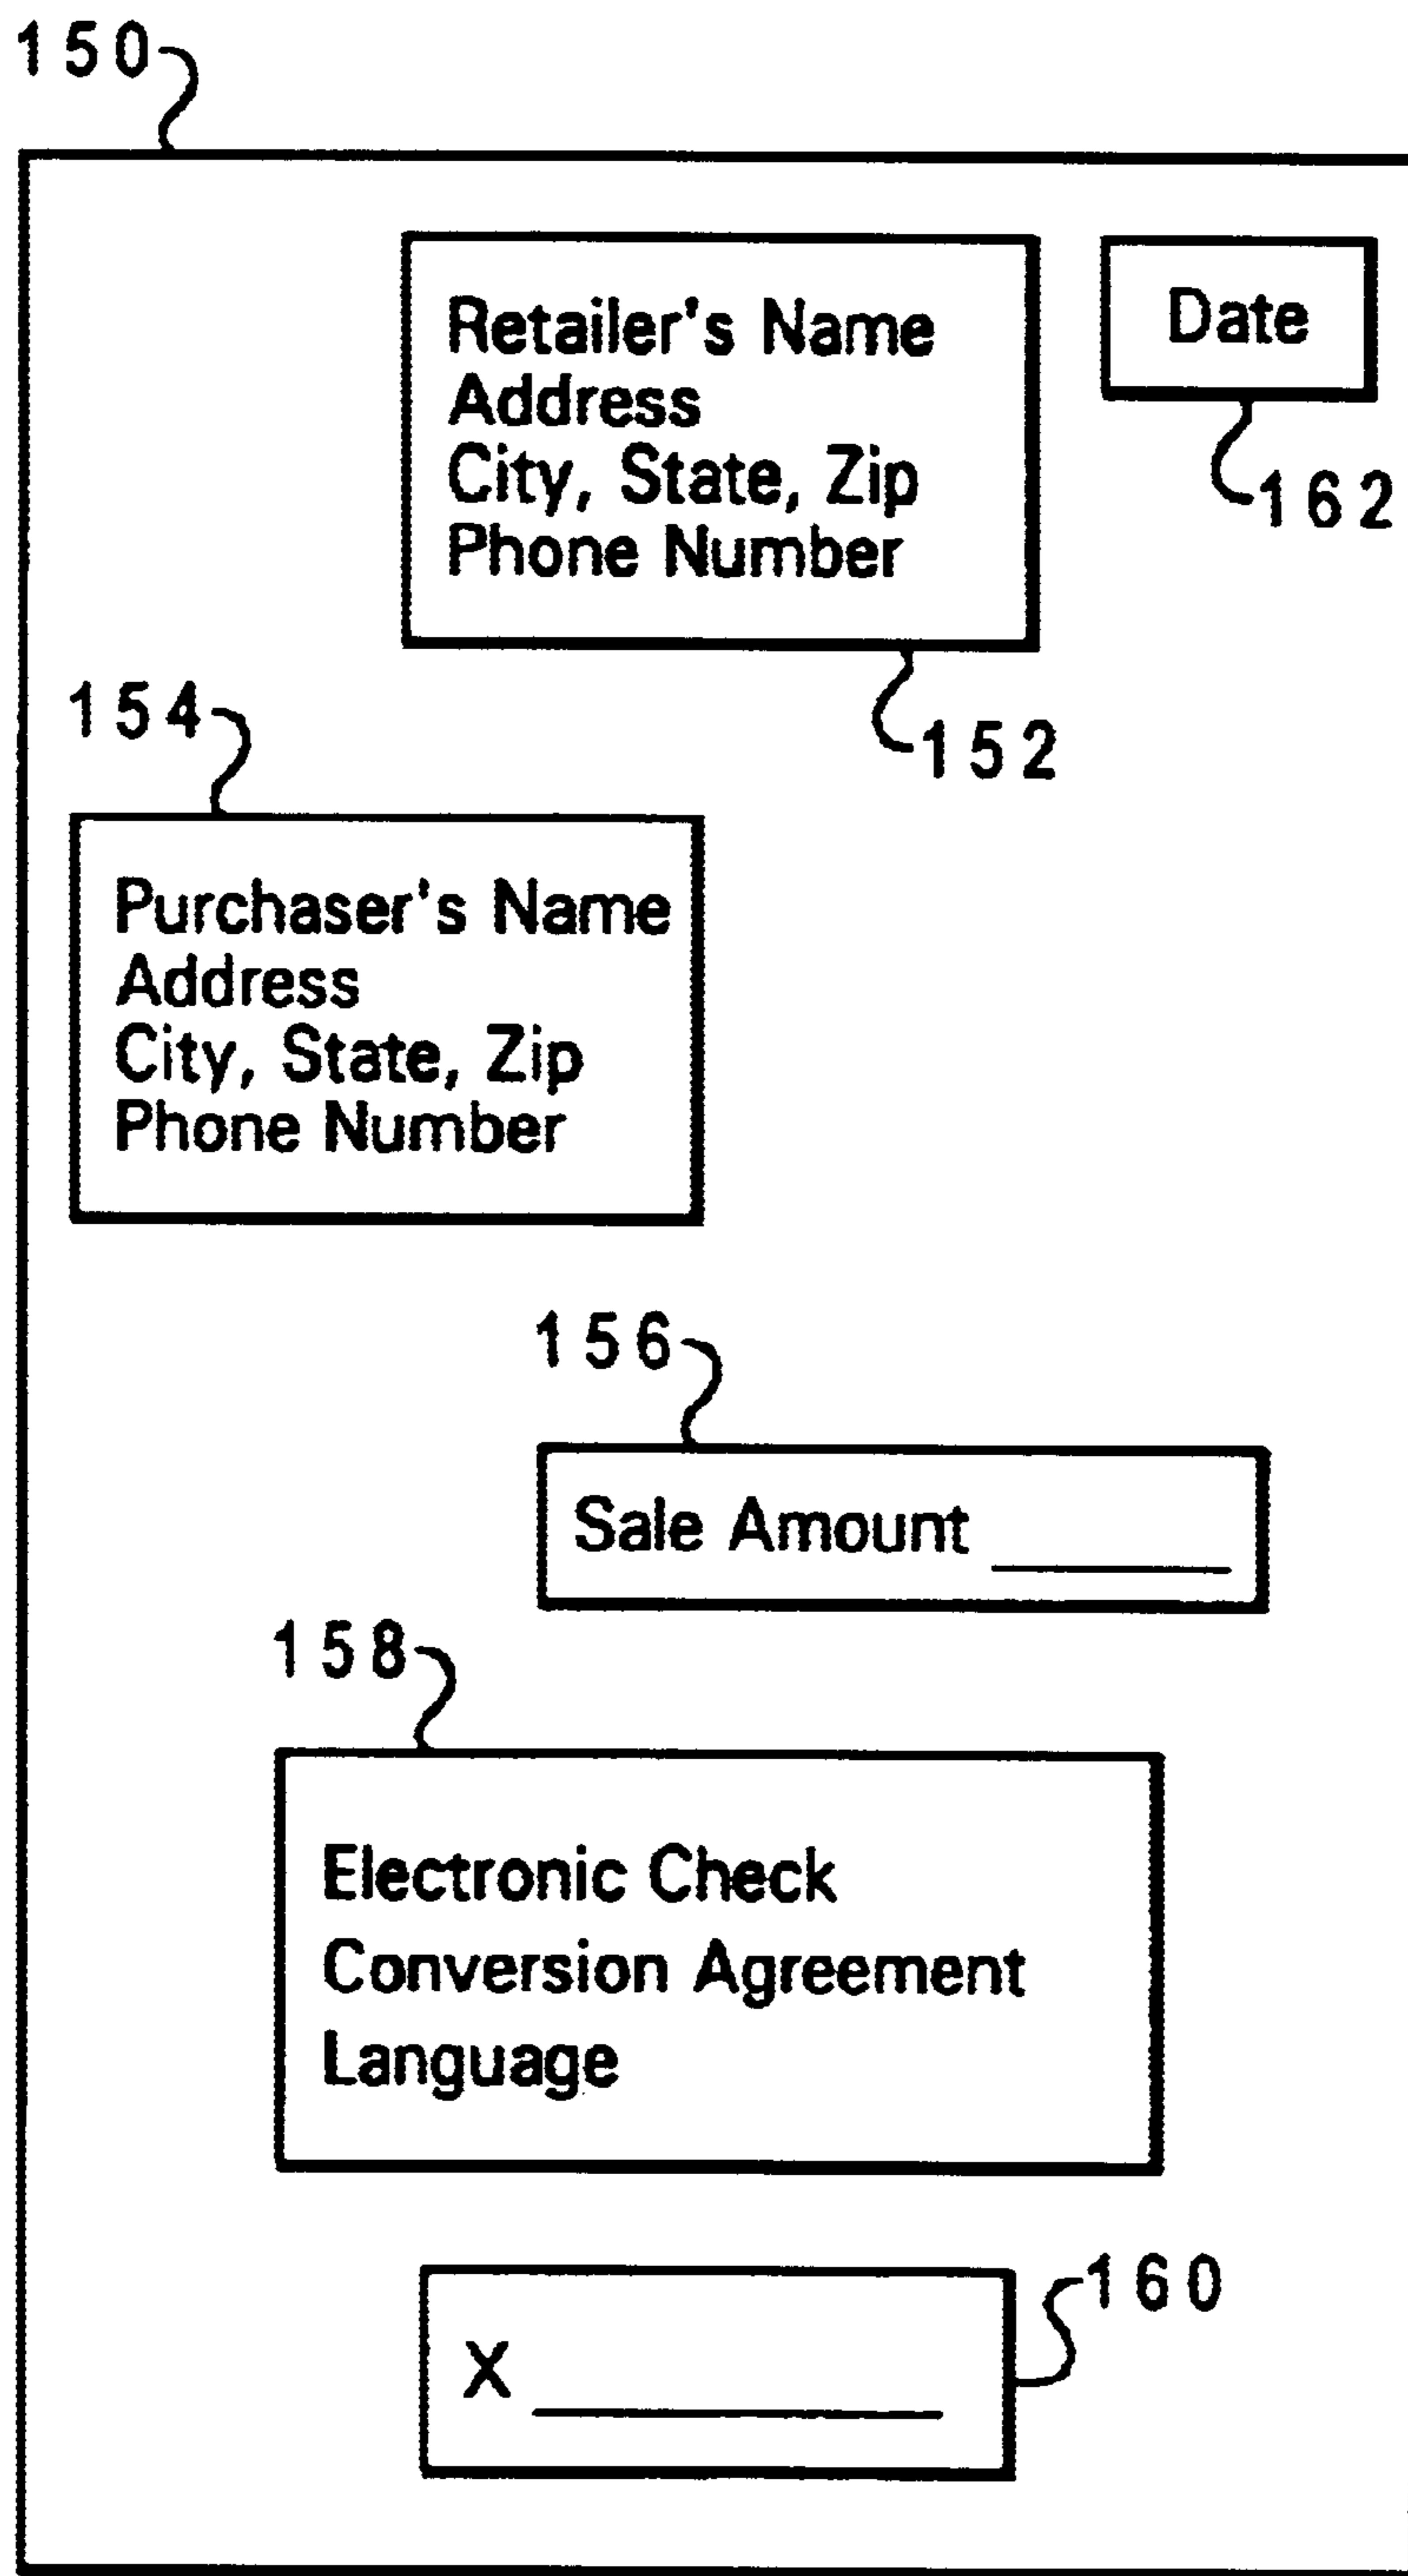 150
Retailer's Name
Address
City, State, Zip
Phone Number
Date
162
152
154
Purchaser's Name
Address
City, State, Zip
Phone Number
156
Sale Amount
158
Electronic Check
Conversion Agreement
Language
160
X